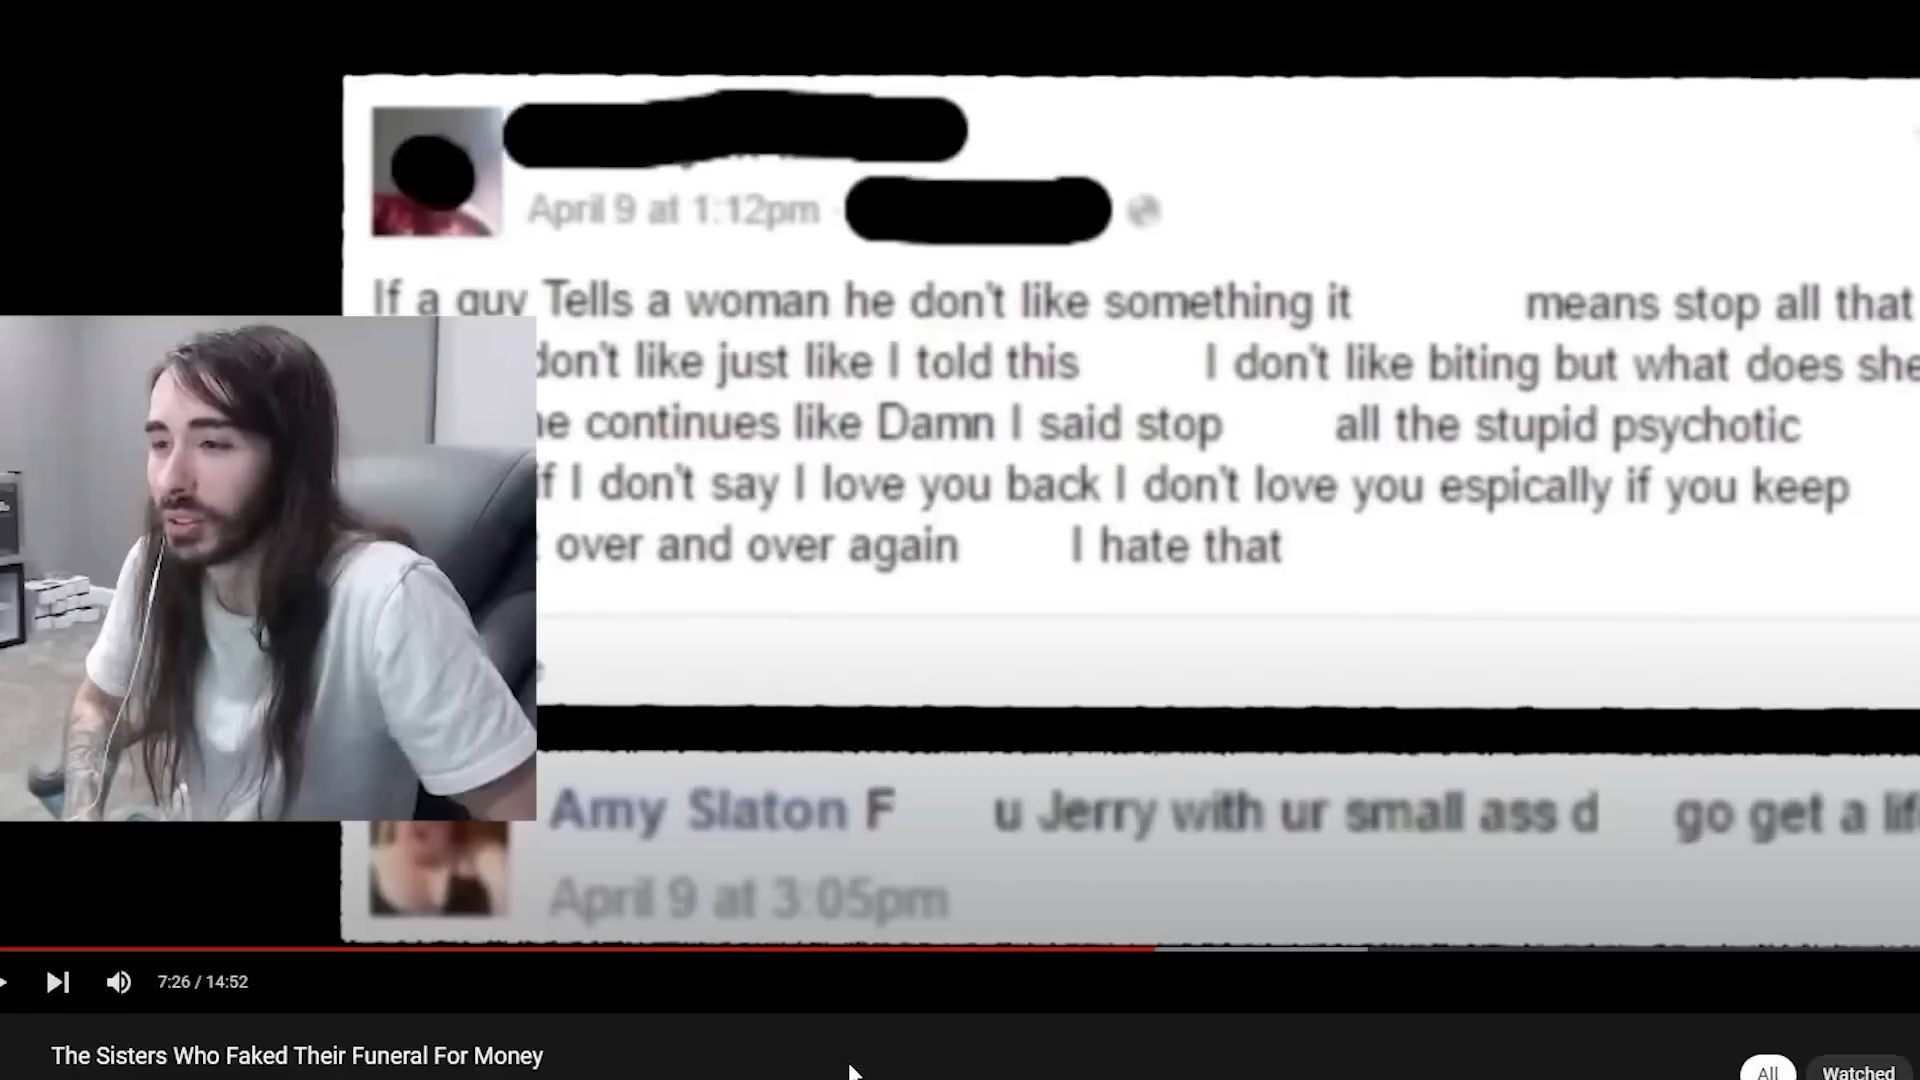 April 9 at 1:12pm
If a guy Tells a woman he don't like something it means stop all that
don't like just like I told this I don't like biting but what does she
continues like Damn I said stop all the stupid psychotic
if I don't say I love you back I don't love you espically if you keep
over and over again I hate that
Amy Slaton F u Jerry with ur small ass d go get a
April 9 at 3:05pm
7:26 / 14:52
The Sisters Who Faked Their Funeral For Money
All Watched